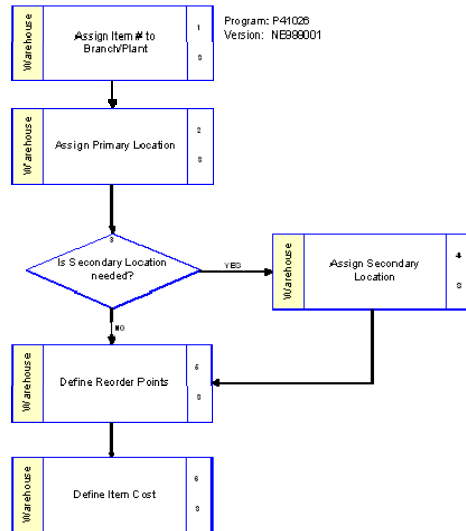 Warehouse
Assign Item # to
Branch/Plant
1
S
Program: P41026
Version: NE999001
Warehouse
Assign Primary Location
2
S
3
Is Secondary Location
needed?
YES
NO
Warehouse
Assign Secondary
Location
4
S
Warehouse
Define Reorder Points
5
S
Warehouse
Define Item Cost
6
S